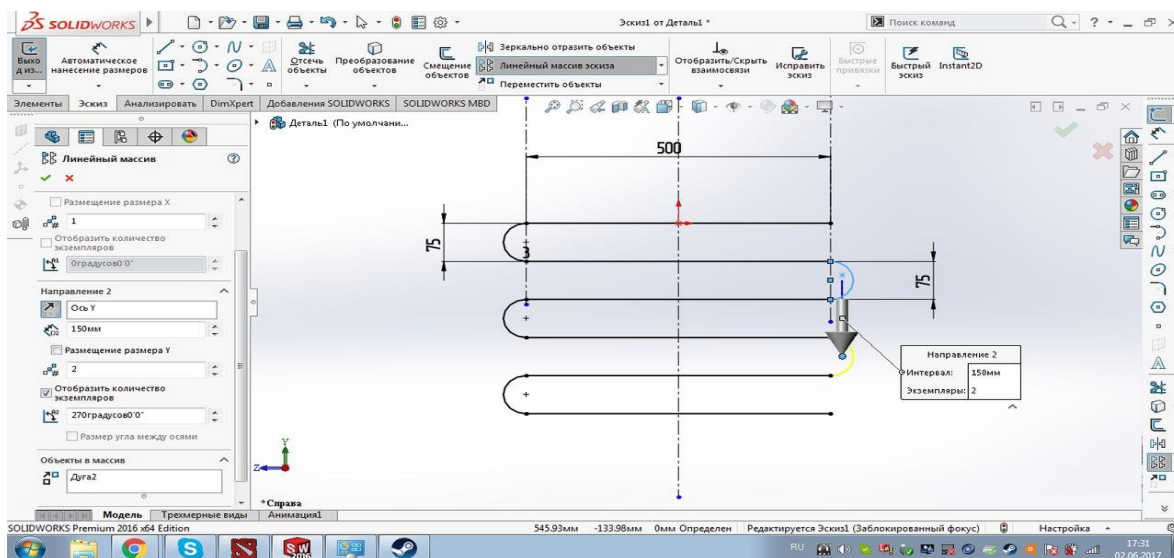 SOLIDWORKS
Эскиз1 от Деталь1 *
Поиск команд
Выхо д из...
Автоматическое нанесение размеров
Отсечь объекты
Преобразование объектов
Смещение объектов
Зеркально отразить объекты
Линейный массив эскиза
Переместить объекты
Отобразить/Скрыть взаимосвязи
Исправить эскиз
Быстрые привязки
Быстрый эскиз
Instant2D
Элементы Эскиз Анализировать DimXpert Добавления SOLIDWORKS SOLIDWORKS MBD
Деталь1 (По умолчани...
Линейный массив
Размещение размера X
1
Отобразить количество
экземпляров
0градусов0'0"
Направление 2
Ось Y
150мм
Размещение размера Y
2
Отобразить количество
экземпляров
270градусов0'0"
Размер угла между осями
Объекты в массив
Дуга2
500
75
75
Направление 2
Интервал: 150мм
Экземпляры: 2
Y
Z
*Справа
Модель Трехмерные виды Анимация1
SOLIDWORKS Premium 2016 x64 Edition
545.93мм -133.98мм 0мм Определен Редактируется Эскиз1 (Заблокированный фокус) Настройка
RU
17:31
02.06.2017